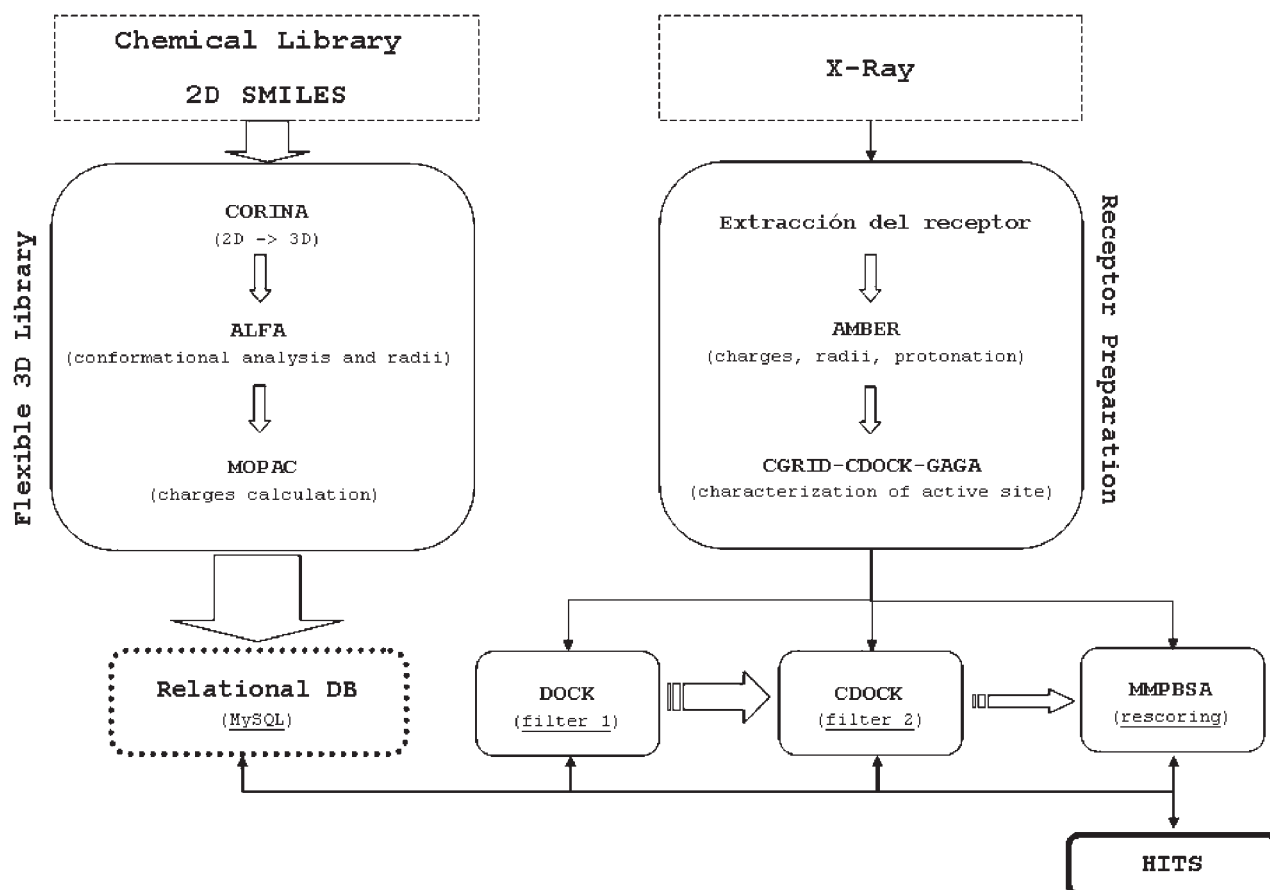 Chemical Library
2D SMILES
X-Ray
Flexible 3D Library
CORINA
(2D -> 3D)
ALFA
(conformational analysis and radii)
MOPAC
(charges calculation)
Extracción del receptor
AMBER
(charges, radii, protonation)
CGRID-CDOCK-GAGA
(characterization of active site)
Receptor Preparation
Relational DB
(MySQL)
DOCK
(filter 1)
CDOCK
(filter 2)
MMPBSA
(rescoring)
HITS